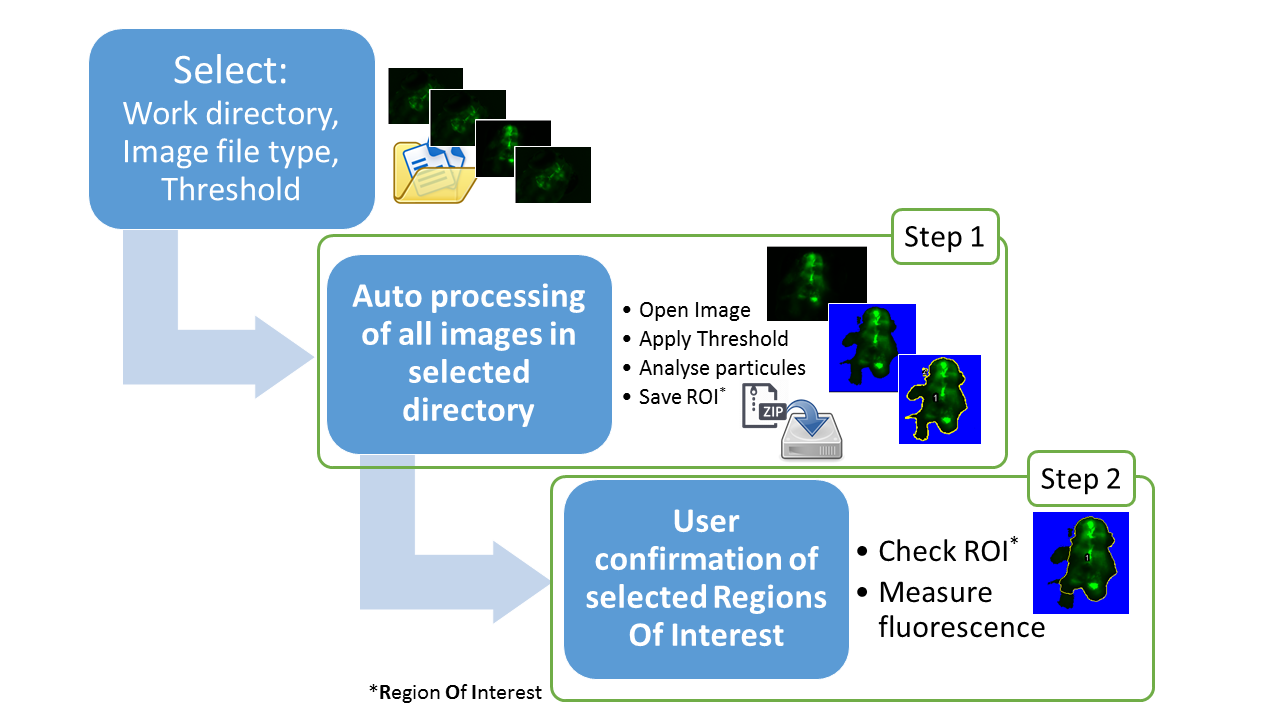 Select:
Work directory,
Image file type,
Threshold
Step 1
Auto processing
of all images in
selected
directory
• Open Image
• Apply Threshold
• Analyse particules
• Save ROI*
ZIP
1
2
Step 2
User
confirmation of
selected Regions
Of Interest
• Check ROI*
• Measure
fluorescence
1
*Region Of Interest